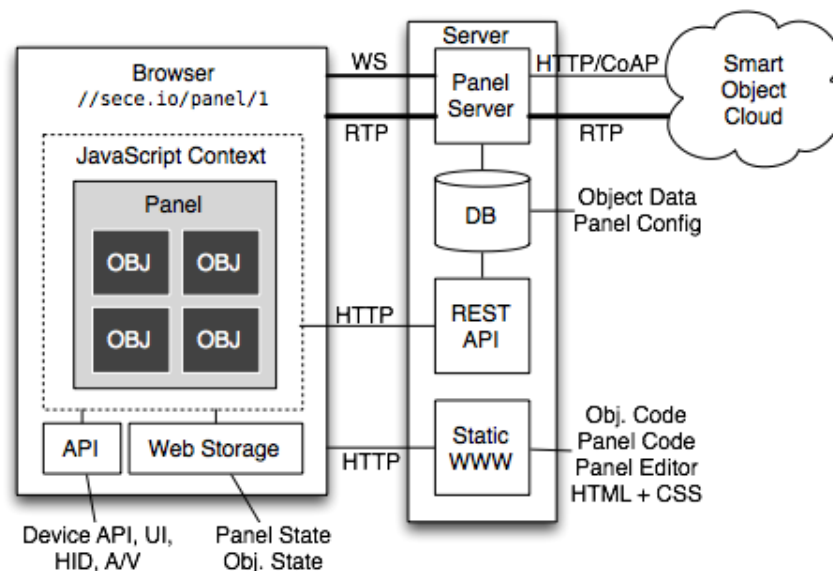 Browser
//sece.io/panel/1
JavaScript Context
Panel
OBJ
OBJ
OBJ
OBJ
API
Web Storage
Device API, UI,
HID, A/V
Panel State
Obj. State
WS
RTP
HTTP
HTTP
Server
Panel
Server
DB
REST
API
Static
WWW
HTTP/CoAP
RTP
Smart
Object
Cloud
Object Data
Panel Config
Obj. Code
Panel Code
Panel Editor
HTML + CSS